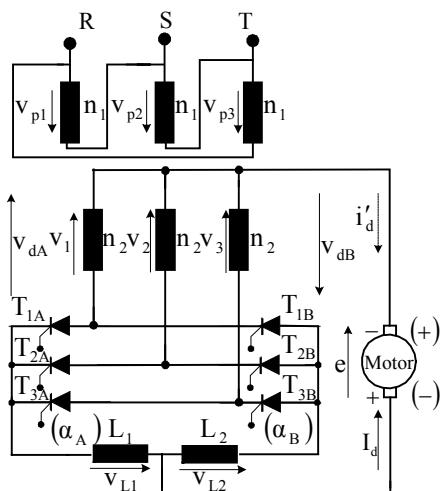 R S T
v_p1 n_1 v_p2 n_1 v_p3 n_1
v_dA v_1 n_2 v_2 n_2 v_3 n_2 v_dB i′_d
T_1A T_1B
T_2A T_2B
T_3A T_3B
e − (+)
Motor
+ (−)
(α_A) L_1 L_2 (α_B) I_d
v_L1 v_L2